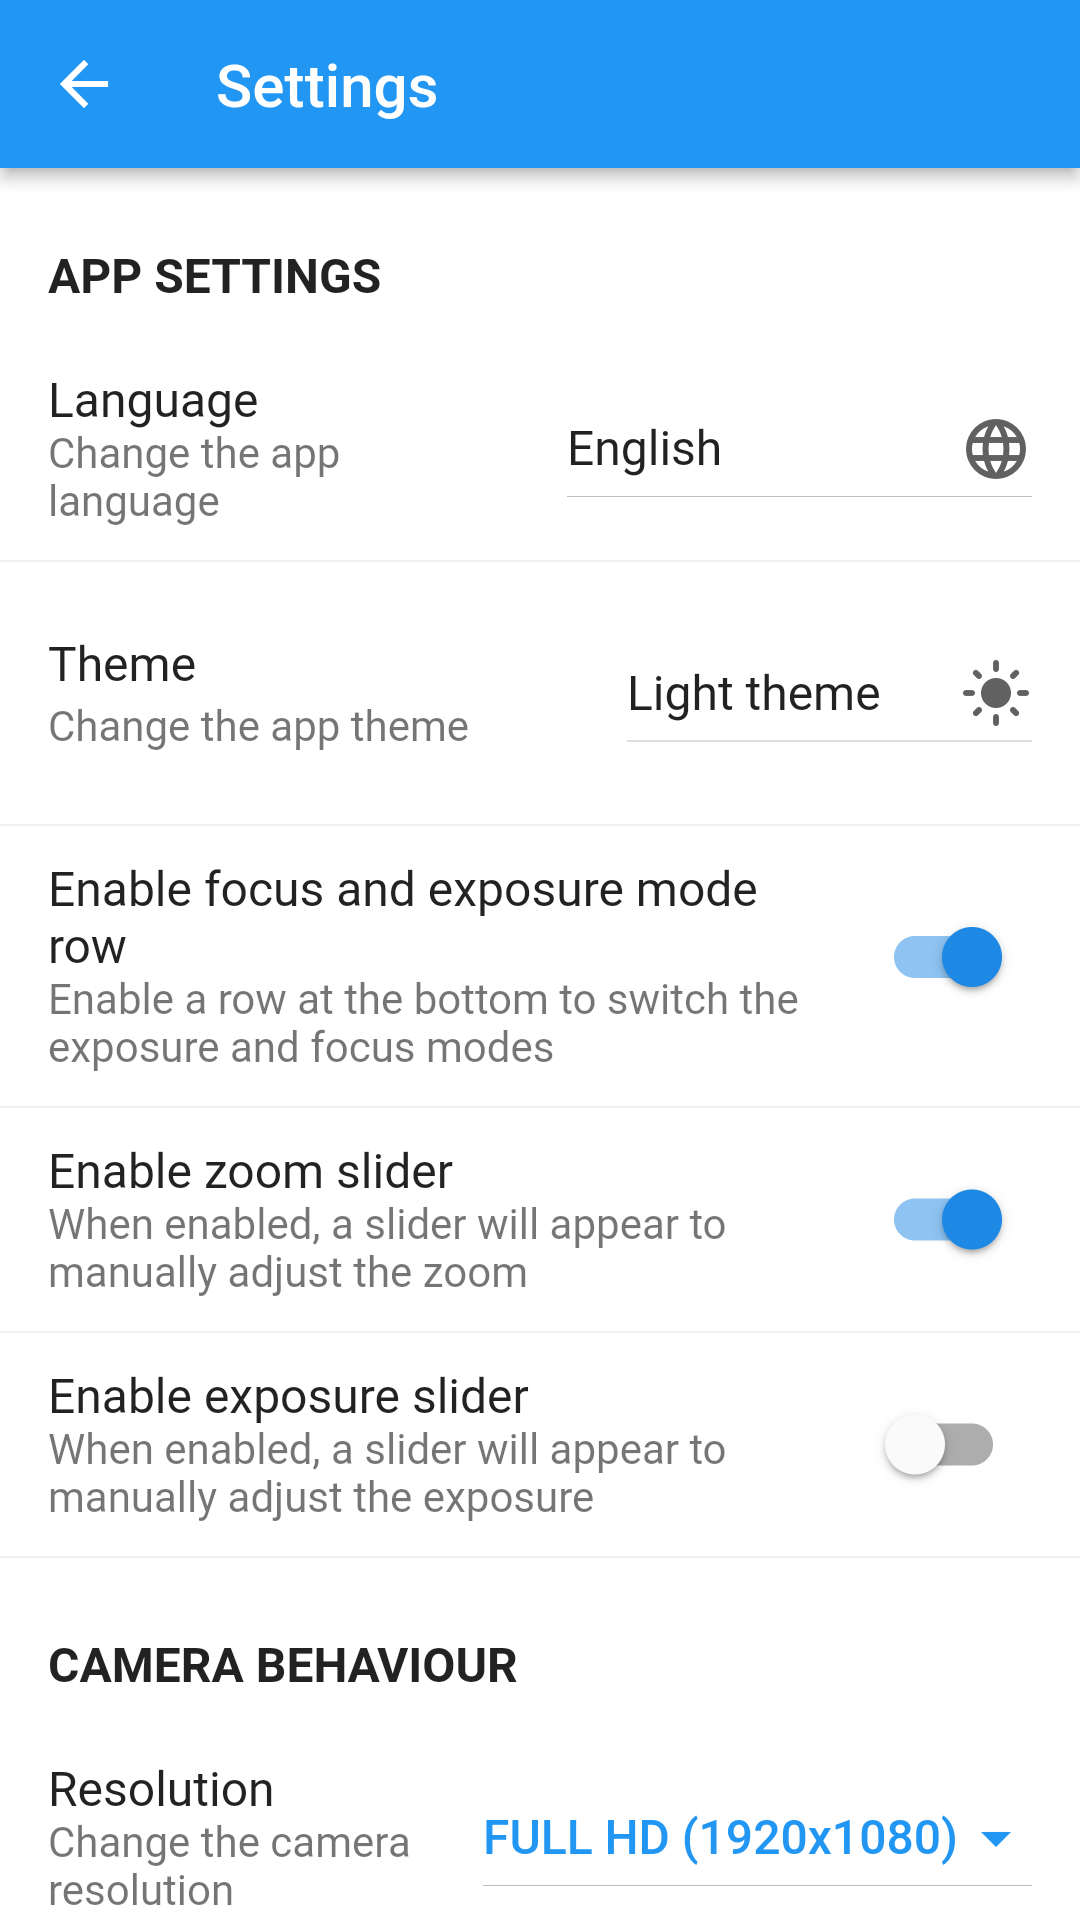 Settings
APP SETTINGS
Language
Change the app
language
English
Theme
Change the app theme
Light theme
Enable focus and exposure mode
row
Enable a row at the bottom to switch the
exposure and focus modes
Enable zoom slider
When enabled, a slider will appear to
manually adjust the zoom
Enable exposure slider
When enabled, a slider will appear to
manually adjust the exposure
CAMERA BEHAVIOUR
Resolution
Change the camera
resolution
FULL HD (1920x1080)